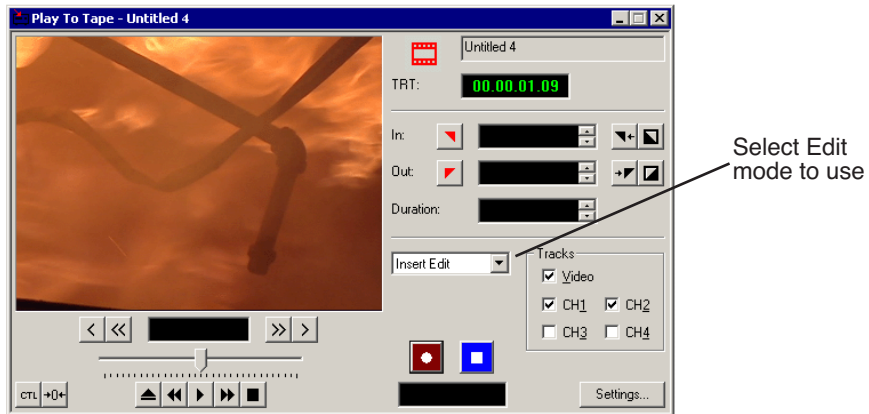 Play To Tape - Untitled 4
Untitled 4
TRT: 00.00.01.09
In:
Out:
Duration:
Select Edit
mode to use
Insert Edit
Tracks
Video
CH1 CH2
CH3 CH4
CTL →0←
Settings...